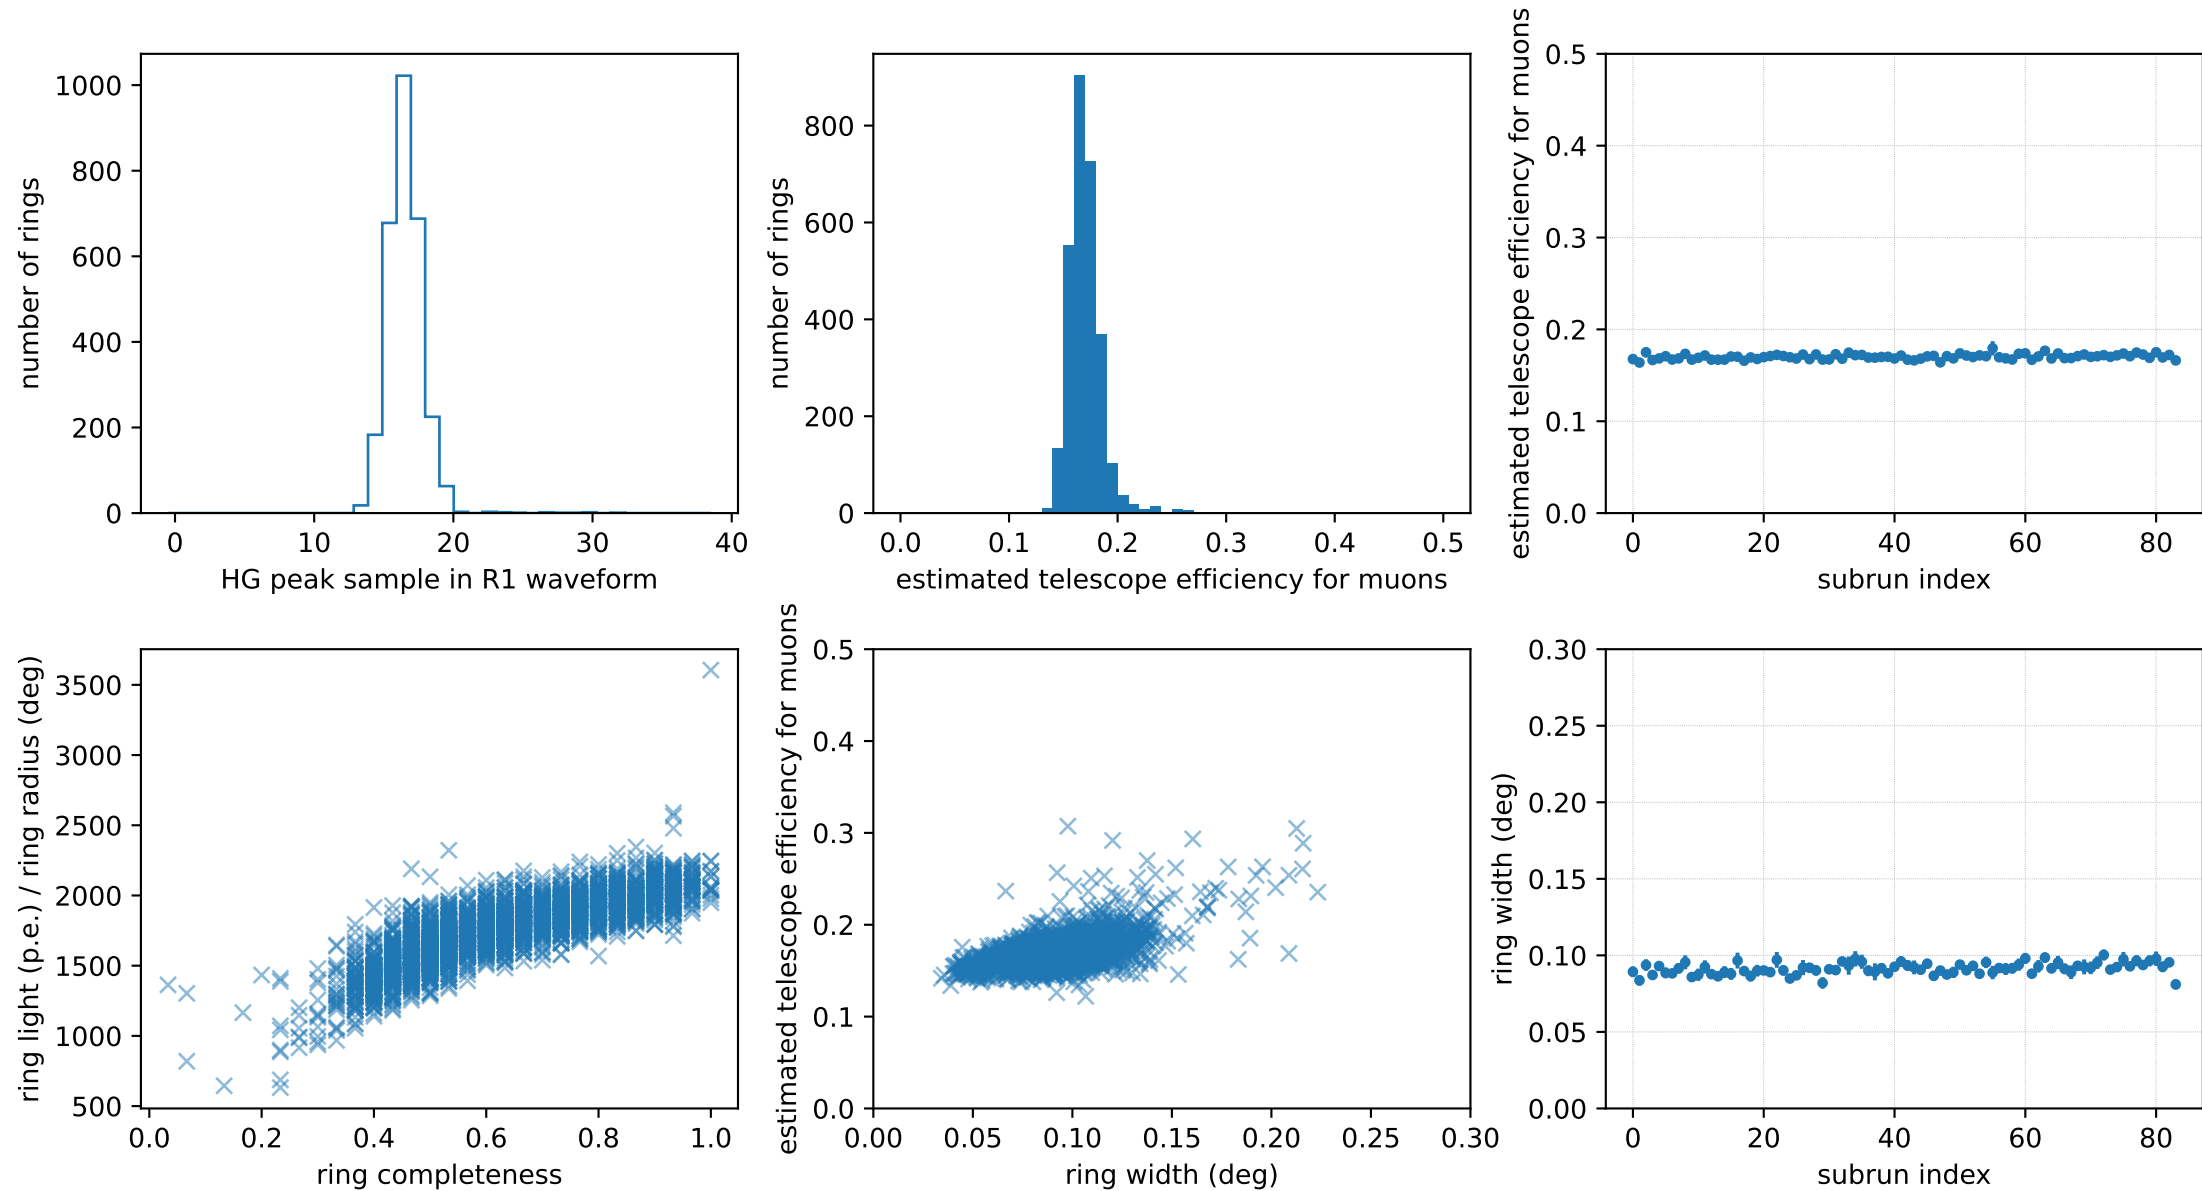 1000
800
600
400
200
0
number of rings
0 10 20 30 40
HG peak sample in R1 waveform
800
600
400
200
0
number of rings
0.0 0.1 0.2 0.3 0.4 0.5
estimated telescope efficiency for muons
0.5
0.4
0.3
0.2
0.1
0.0
estimated telescope efficiency for muons
0 20 40 60 80
subrun index
3500
3000
2500
2000
1500
1000
500
ring light (p.e.) / ring radius (deg)
0.0 0.2 0.4 0.6 0.8 1.0
ring completeness
0.5
0.4
0.3
0.2
0.1
0.0
estimated telescope efficiency for muons
0.00 0.05 0.10 0.15 0.20 0.25 0.30
ring width (deg)
0.30
0.25
0.20
0.15
0.10
0.05
0.00
ring width (deg)
0 20 40 60 80
subrun index